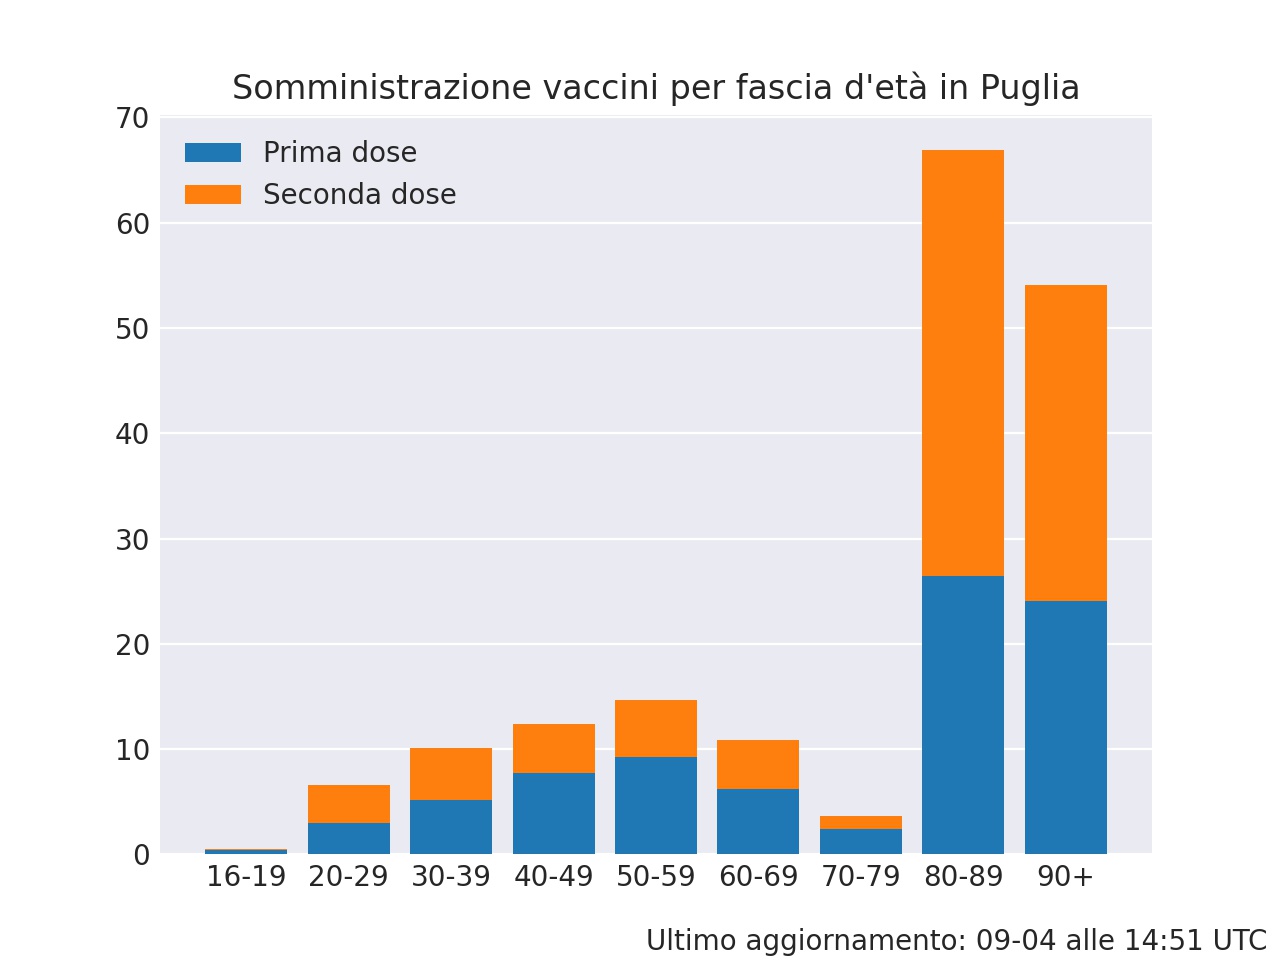 Somministrazione vaccini per fascia d'età in Puglia
70
Prima dose
Seconda dose
60
50
40
30
20
10
0
16-19 20-29 30-39 40-49 50-59 60-69 70-79 80-89 90+
Ultimo aggiornamento: 09-04 alle 14:51 UTC